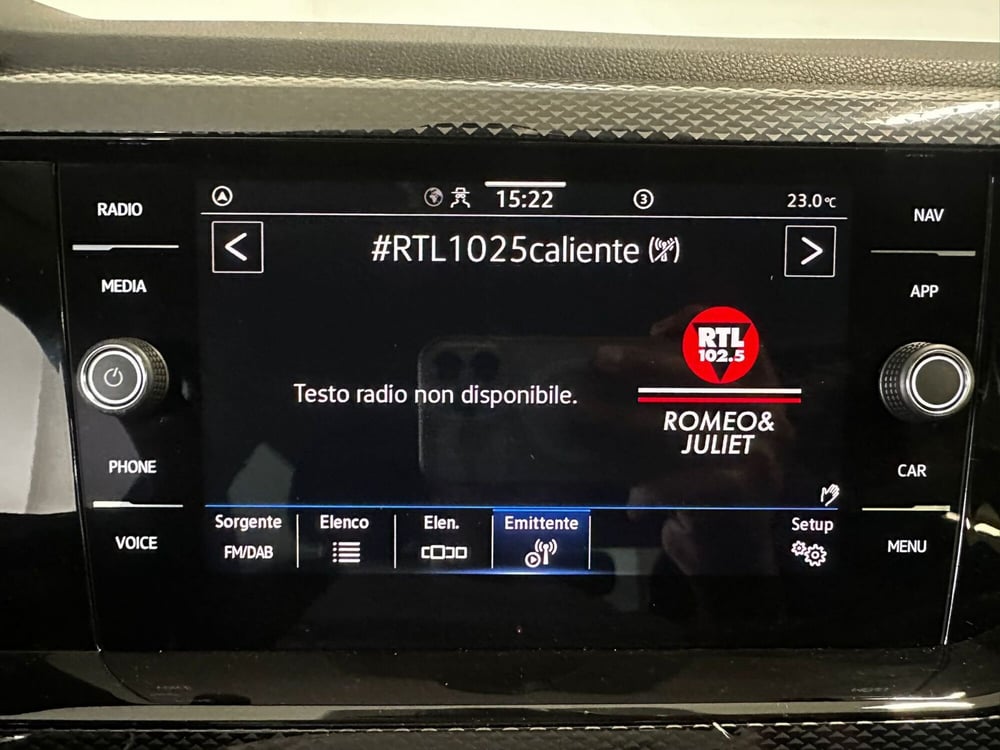 15:22
3
23.0°C
RADIO
MEDIA
PHONE
VOICE
#RTL1025caliente
Testo radio non disponibile.
RTL
102.5
ROMEO&
JULIET
Sorgente
FM/DAB
Elenco
Elen.
Emittente
Setup
NAV
APP
CAR
MENU